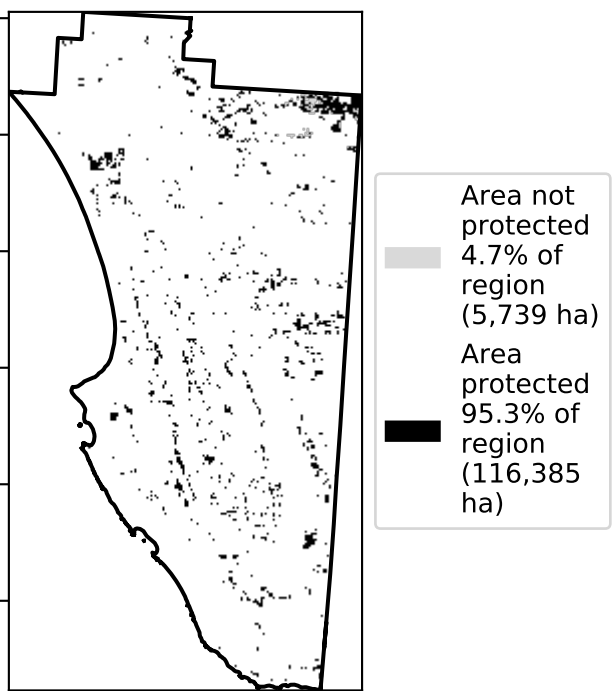 Area not
protected
4.7% of
region
(5,739 ha)
Area
protected
95.3% of
region
(116,385
ha)